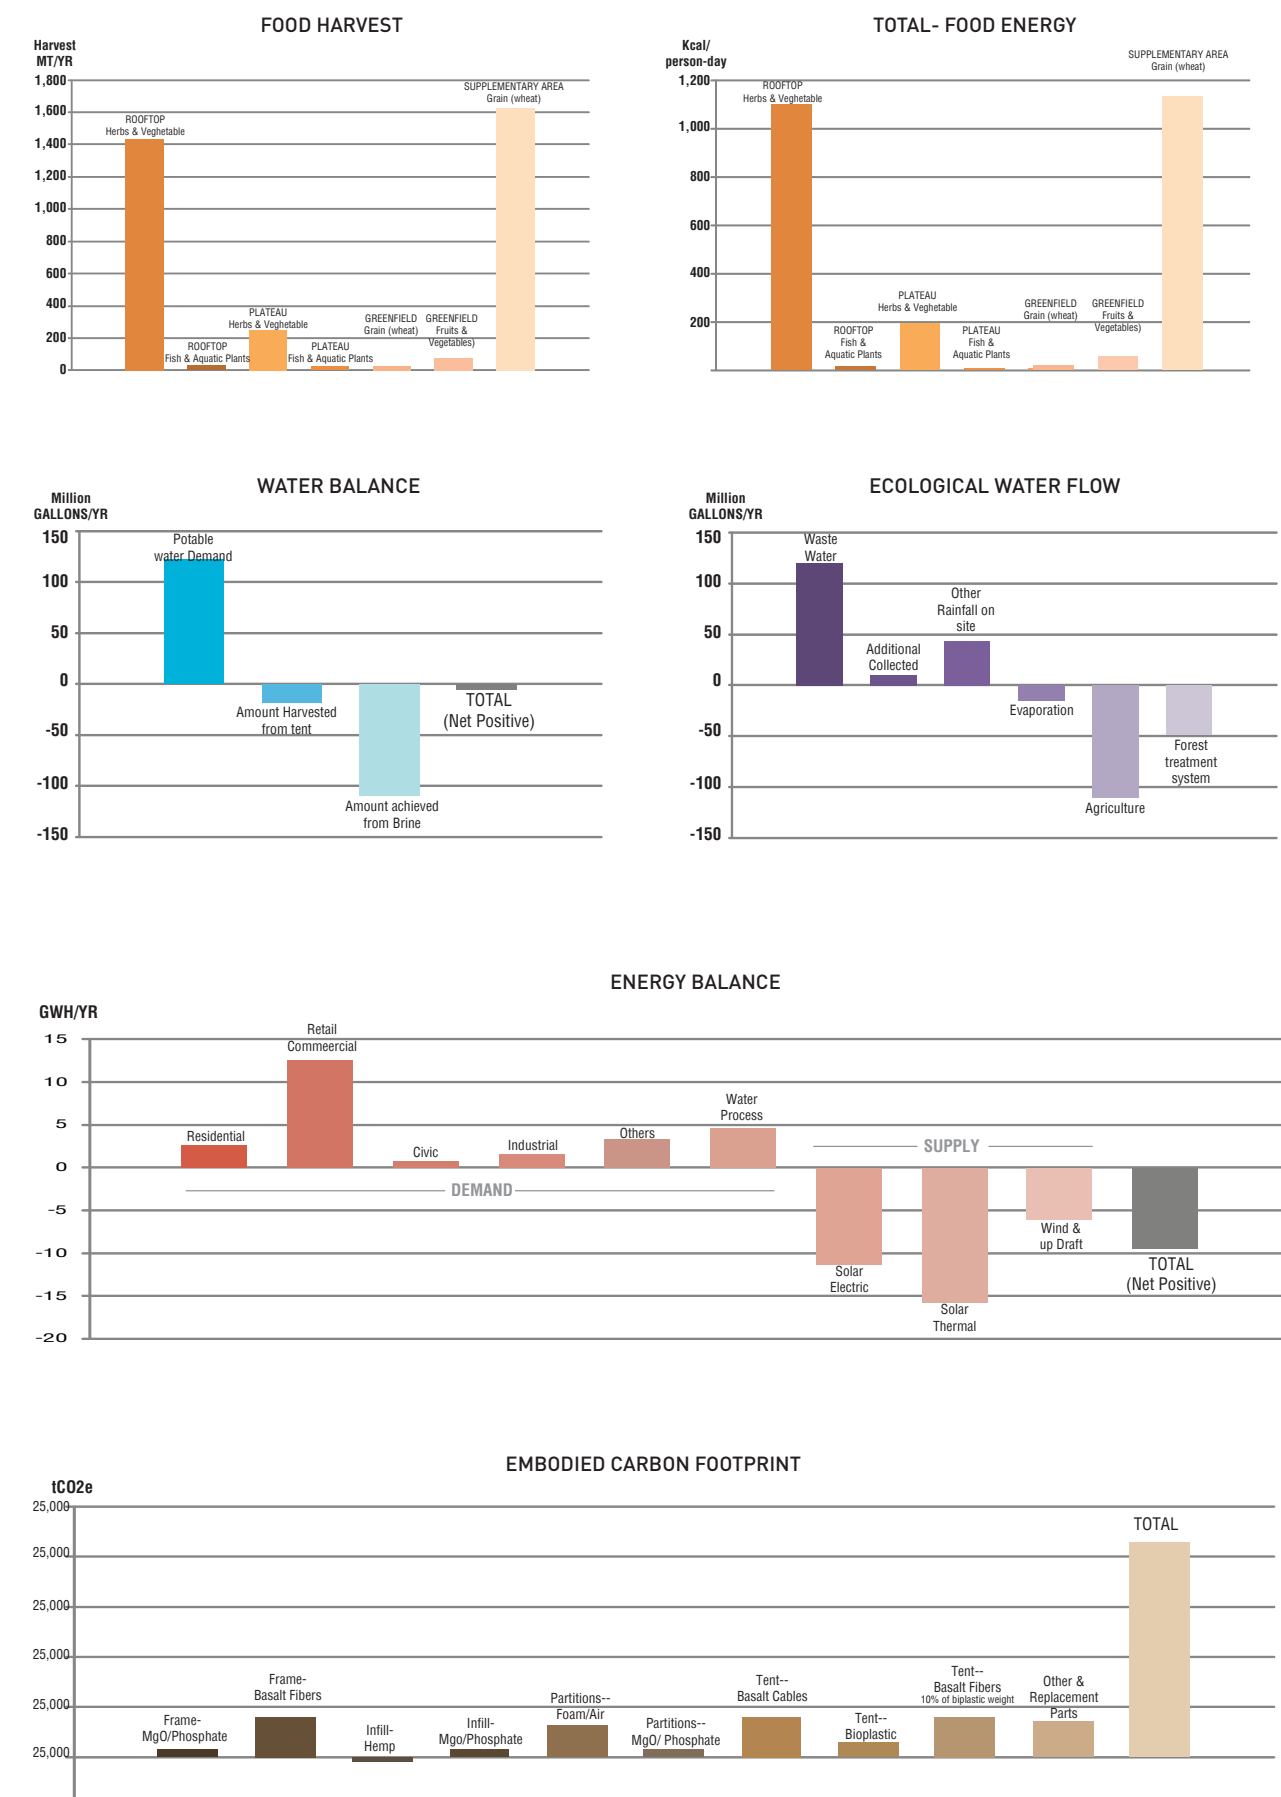 FOOD HARVEST
Harvest
MT/YR
1,800
1,600
1,400
1,200
1,000
800
600
400
200
0
ROOFTOP
Herbs & Veghetable
ROOFTOP
Fish & Aquatic Plants
PLATEAU
Herbs & Veghetable
PLATEAU
Fish & Aquatic Plants
GREENFIELD
Grain (wheat)
GREENFIELD
Fruits &
Vegetables)
SUPPLEMENTARY AREA
Grain (wheat)
TOTAL- FOOD ENERGY
Kcal/
person-day
1,200
1,000
800
600
400
200
ROOFTOP
Herbs & Veghetable
ROOFTOP
Fish &
Aquatic Plants
PLATEAU
Herbs & Veghetable
PLATEAU
Fish &
Aquatic Plants
GREENFIELD
Grain (wheat)
GREENFIELD
Fruits &
Vegetables)
SUPPLEMENTARY AREA
Grain (wheat)
WATER BALANCE
Million
GALLONS/YR
150
100
50
0
-50
-100
-150
Potable
water Demand
Amount Harvested
from tent
Amount achieved
from Brine
TOTAL
(Net Positive)
ECOLOGICAL WATER FLOW
Million
GALLONS/YR
150
100
50
0
-50
-100
-150
Waste
Water
Additional
Collected
Other
Rainfall on
site
Evaporation
Agriculture
Forest
treatment
system
ENERGY BALANCE
GWH/YR
15
10
5
0
-5
-10
-15
-20
Residential
Retail
Commeercial
Civic
Industrial
Others
Water
Process
DEMAND
SUPPLY
Solar
Electric
Solar
Thermal
Wind &
up Draft
TOTAL
(Net Positive)
EMBODIED CARBON FOOTPRINT
tCO2e
25,000
25,000
25,000
25,000
25,000
25,000
Frame-
MgO/Phosphate
Frame-
Basalt Fibers
Infill-
Hemp
Infill-
Mgo/Phosphate
Partitions--
Foam/Air
Partitions--
MgO/ Phosphate
Tent--
Basalt Cables
Tent--
Bioplastic
Tent--
Basalt Fibers
10% of biplastic weight
Other &
Replacement
Parts
TOTAL